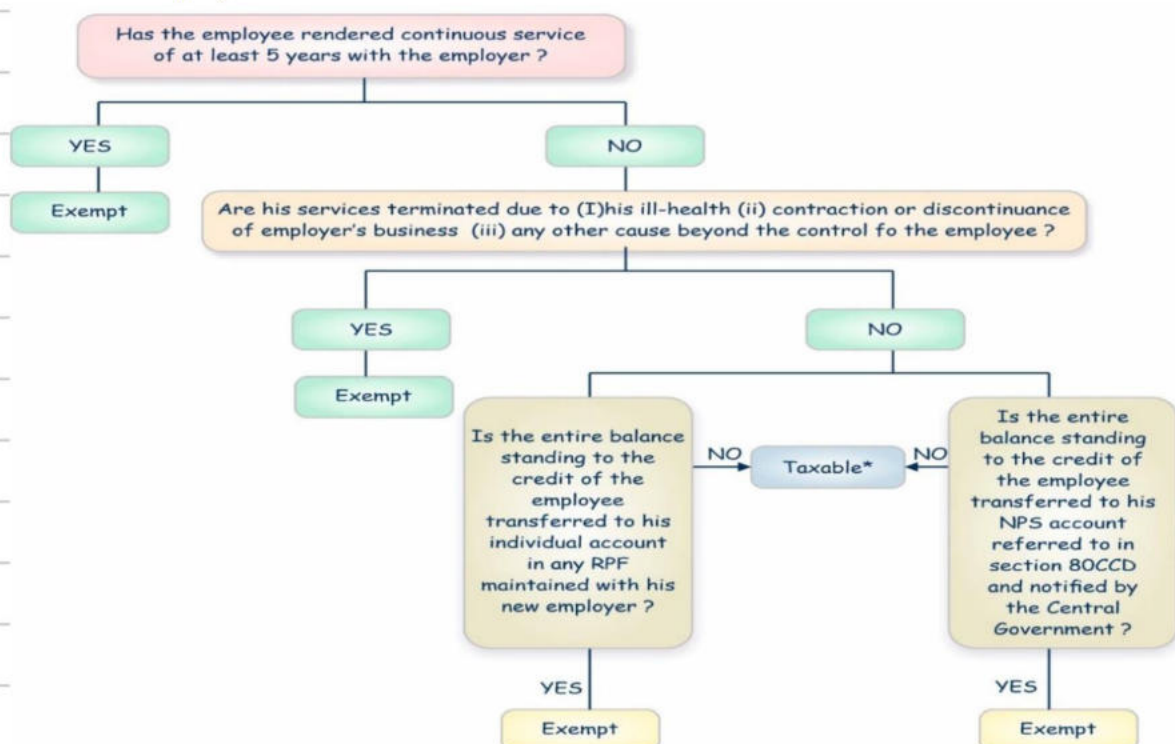 Has the employee rendered continuous service
of at least 5 years with the employer ?
YES
NO
Exempt
Are his services terminated due to (I)his ill-health (ii) contraction or discontinuance
of employer's business (iii) any other cause beyond the control fo the employee ?
YES
NO
Exempt
Is the entire balance
standing to the
credit of the
employee
transferred to his
individual account
in any RPF
maintained with his
new employer ?
NO
Taxable*
NO
Is the entire
balance standing
to the credit of
the employee
transferred to his
NPS account
referred to in
section 80CCD
and notified by
the Central
Government ?
YES
YES
Exempt
Exempt